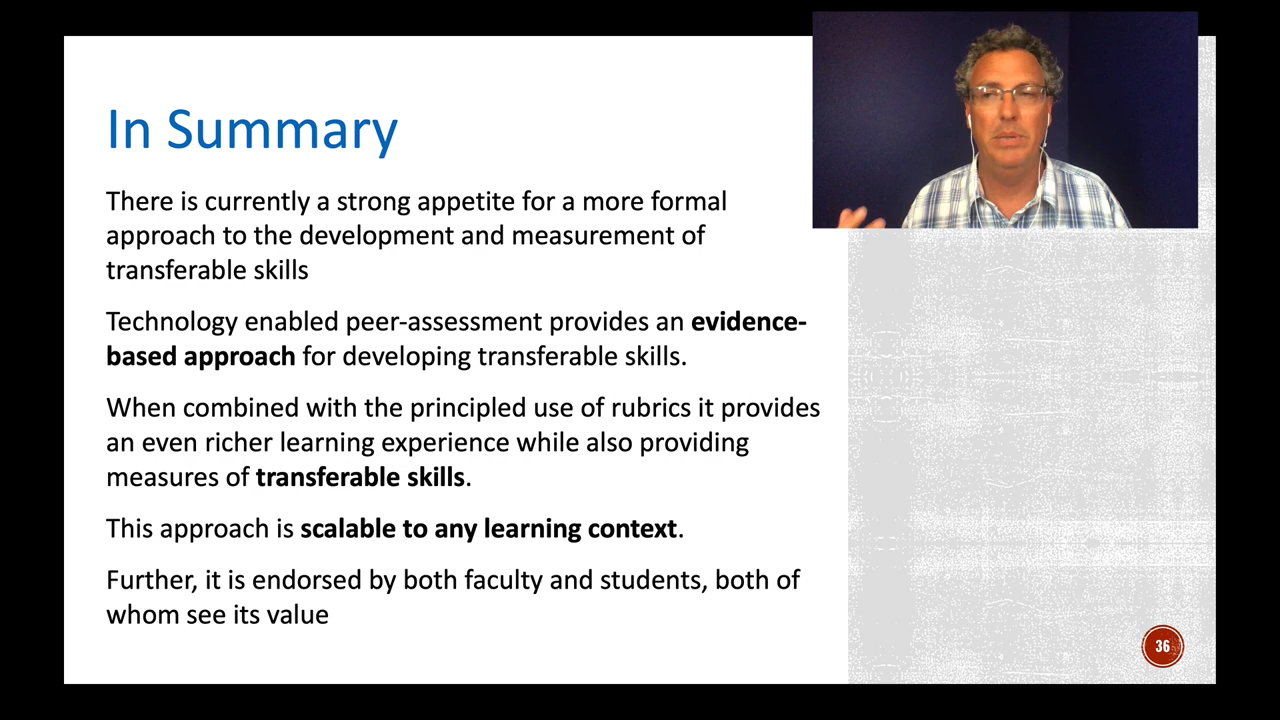 In Summary
There is currently a strong appetite for a more formal
approach to the development and measurement of
transferable skills
Technology enabled peer-assessment provides an evidence-
based approach for developing transferable skills.
When combined with the principled use of rubrics it provides
an even richer learning experience while also providing
measures of transferable skills.
This approach is scalable to any learning context.
Further, it is endorsed by both faculty and students, both of
whom see its value
36